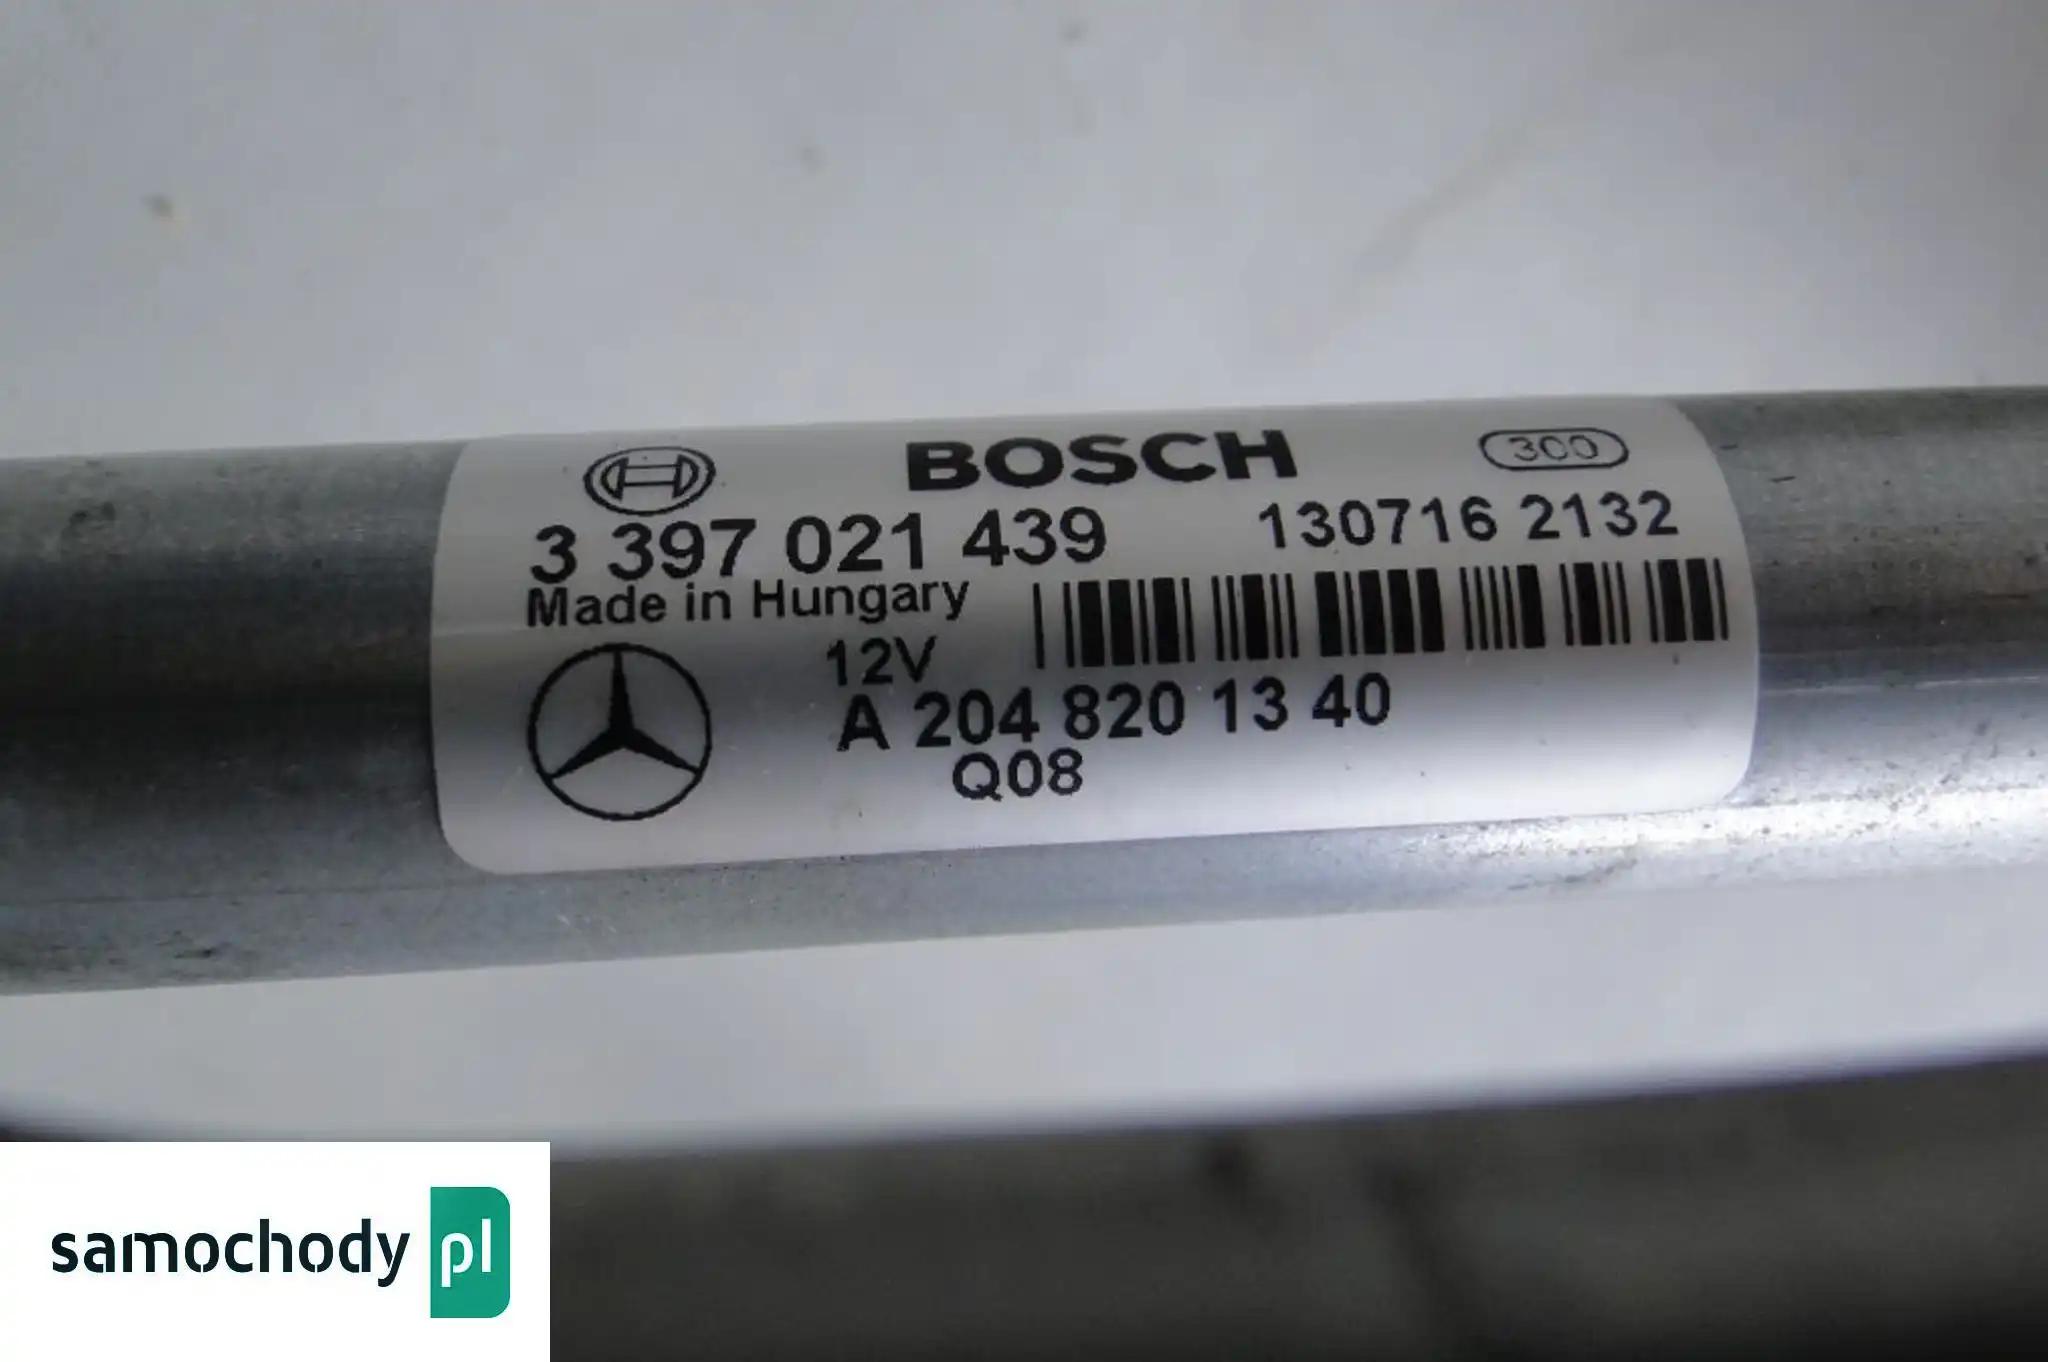 BOSCH 300
3 397 021 439 130716 2132
Made in Hungary
12V
A 204 820 13 40
Q08
samochody pl